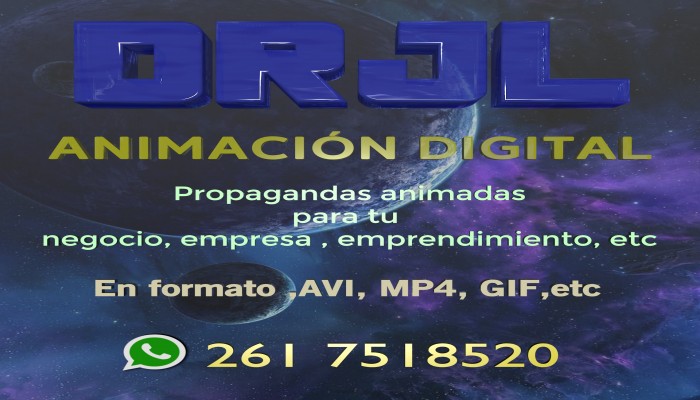 DRJL
ANIMACIÓN DIGITAL
Propagandas animadas
para tu
negocio, empresa , emprendimiento, etc
En formato ,AVI, MP4, GIF,etc
261 7518520